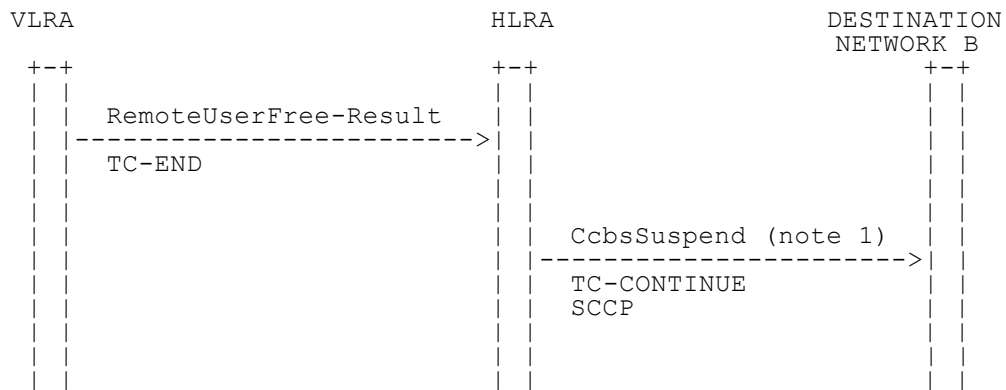 VLRA HLRA DESTINATION
NETWORK B
RemoteUserFree-Result
TC-END
CcbsSuspend (note 1)
TC-CONTINUE
SCCP